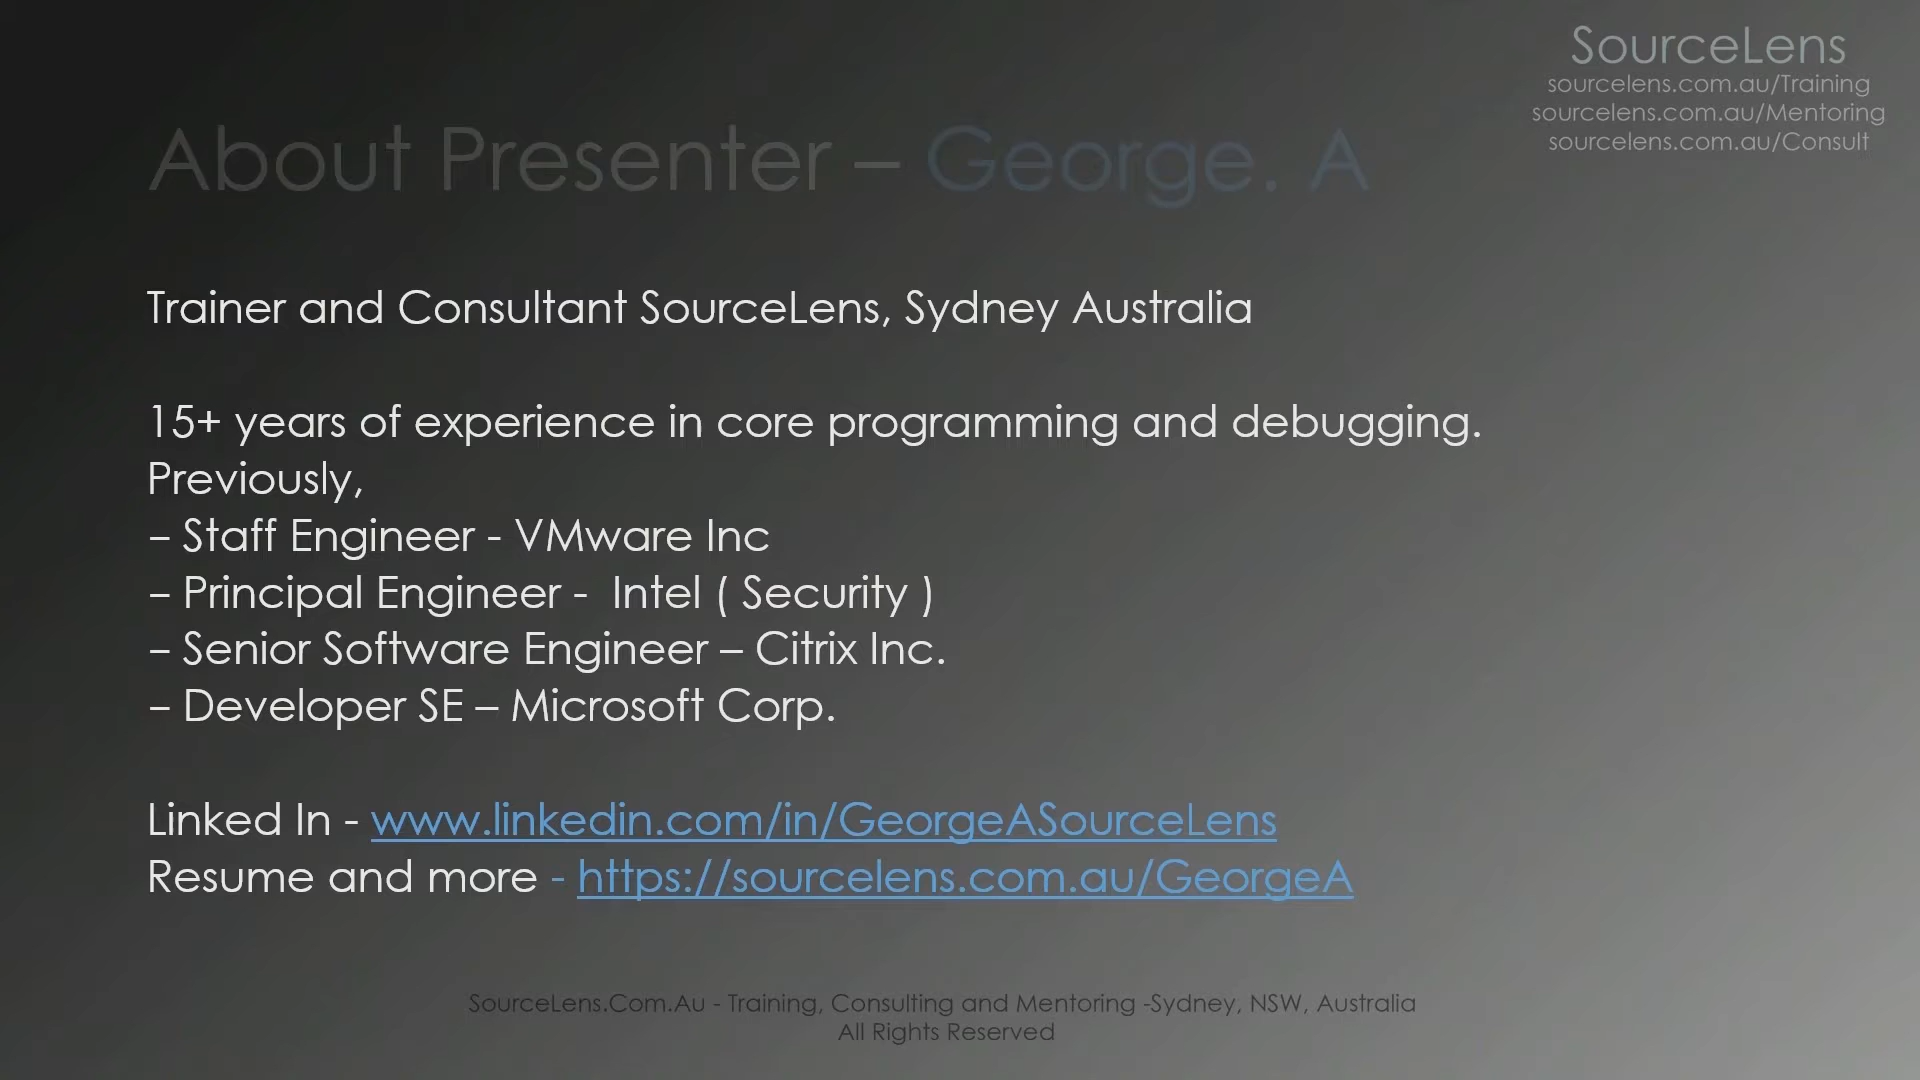 SourceLens
sourcelens.com.au/Training
sourcelens.com.au/Mentoring
sourcelens.com.au/Consult
About Presenter – George. A
Trainer and Consultant SourceLens, Sydney Australia
15+ years of experience in core programming and debugging.
Previously,
– Staff Engineer - VMware Inc
– Principal Engineer -  Intel ( Security )
– Senior Software Engineer – Citrix Inc.
– Developer SE – Microsoft Corp.
Linked In - www.linkedin.com/in/GeorgeASourceLens
Resume and more - https://sourcelens.com.au/GeorgeA
SourceLens.Com.Au - Training, Consulting and Mentoring -Sydney, NSW, Australia
All Rights Reserved